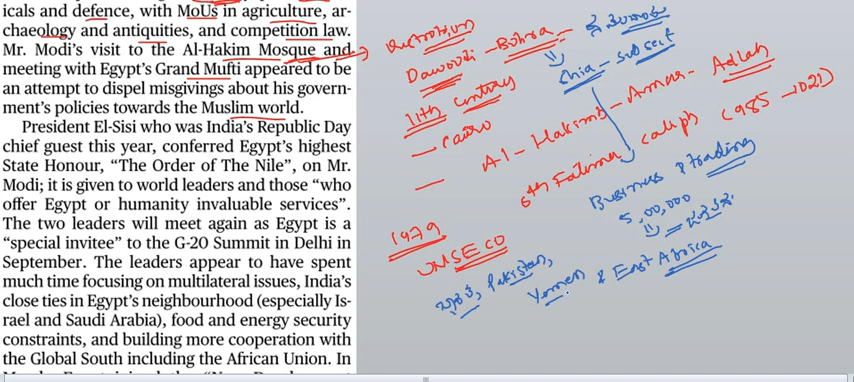 icals and defence, with MoUs in agriculture, ar-
chaeology and antiquities, and competition law.
Mr. Modi's visit to the Al-Hakim Mosque and
meeting with Egypt's Grand Mufti appeared to be
an attempt to dispel misgivings about his govern-
ment's policies towards the Muslim world.
President El-Sisi who was India's Republic Day
chief guest this year, conferred Egypt's highest
State Honour, "The Order of The Nile", on Mr.
Modi; it is given to world leaders and those "who
offer Egypt or humanity invaluable services".
The two leaders will meet again as Egypt is a
"special invitee" to the G-20 Summit in Delhi in
September. The leaders appear to have spent
much time focusing on multilateral issues, India's
close ties in Egypt's neighbourhood (especially Is-
rael and Saudi Arabia), food and energy security
constraints, and building more cooperation with
the Global South including the African Union. In
Dawoodi - Bohra
Shia - Subsect
11th Century
- Cairo
- Al - Hakimb - Amar - Adlah
6th Fatima Caliph (985 - 1021)
Business & trading
5,00,000
1979
UNSECO
Pakistan,
Yemen & East Africa